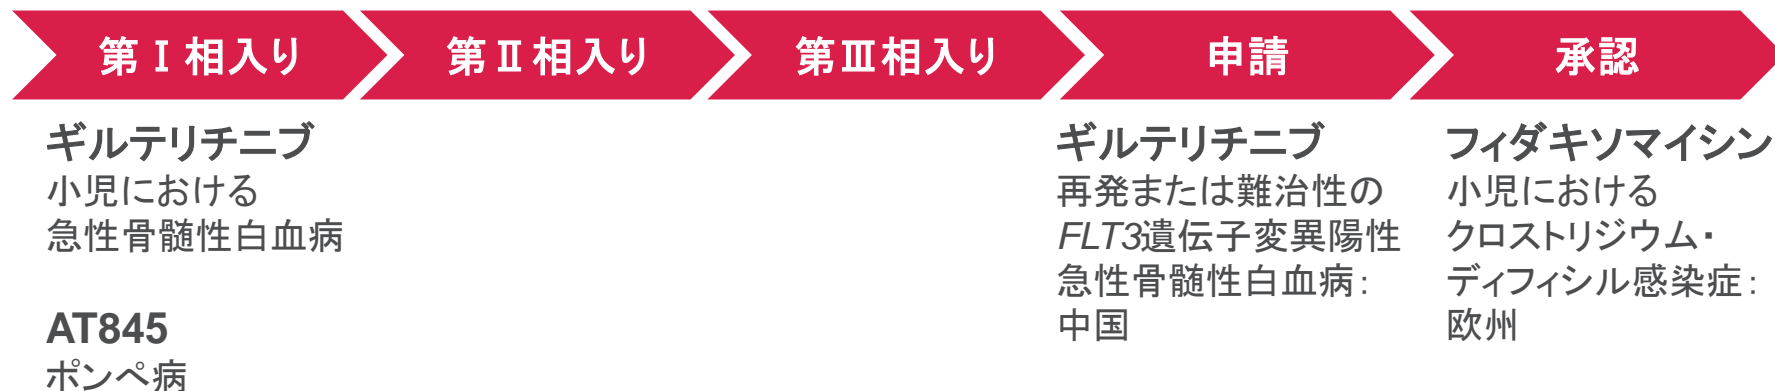 第Ⅰ相入り
第Ⅱ相入り
第Ⅲ相入り
申請
承認
ギルテリチニブ
小児における
急性骨髄性白血病
AT845
ポンペ病
ギルテリチニブ
再発または難治性の
FLT3遺伝子変異陽性
急性骨髄性白血病：
中国
フィダキソマイシン
小児における
クロストリジウム・
ディフィシル感染症：
欧州